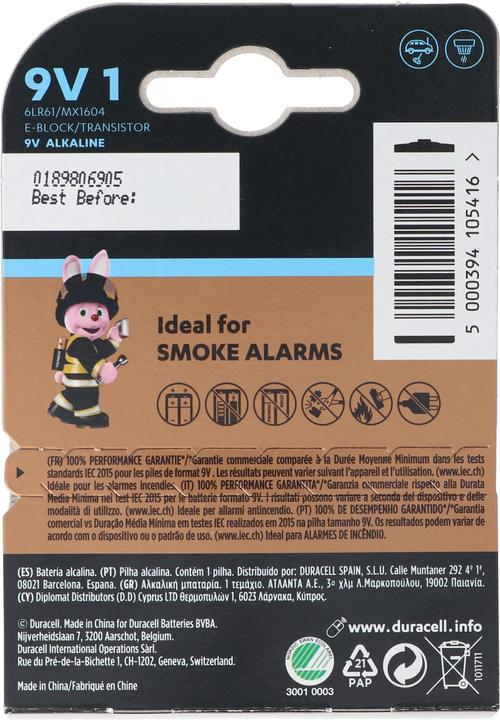 9V 1
6LR61/MX1604
E-BLOCK/TRANSISTOR
9V ALKALINE
0189806905
Best Before:
5 000394 105416 >
Ideal for
SMOKE ALARMS
(FR) 100% PERFORMANCE GARANTIE*/*Garantie commerciale comparée à la Durée Moyenne Minimum dans les tests
standards IEC 2015 pour les piles de format 9V. Les résultats peuvent varier suivant l'appareil et l'utilisation. (www.iec.ch)
Idéale pour les alarmes incendies. (IT) 100% PERFORMANCE GARANTITA*/*Garanzia commerciale rispetto alla Durata
Media Minima nel test IEC 2015 per le batterie formato 9V. I risultati possono variare a seconda del dispositivo e delle
modalità di utilizzo. (www.iec.ch) Ideale per allarmi antincendio. (PT) 100% DE DESEMPENHO GARANTIDO*/*Garantia
comercial vs Duração Média Mínima em testes IEC realizados em 2015 na pilha tamanho 9V. Os resultados podem variar de
acordo com o dispositivo ou o padrão de uso. (www.iec.ch) Ideal para ALARMES DE INCÊNDIO.
(ES) Batería alcalina. (PT) Pilha alcalina. Contém 1 pilha. Distribuído por: DURACELL SPAIN, S.L.U. Calle Muntaner 292 4º 1ª,
08021 Barcelona. Espana. (GR) Αλκαλική μπαταρία. 1 τεμάχιο. ΑΤΛΑΝΤΑ Α.Ε., 3ο χλμ Λ.Μαρκοπούλου, 19002 Παιανία.
(CY) Diplomat Distributors (D.D) Cyprus LTD Θερμοπυλών 1, 6023 Λάρνακα, Κύπρος.
© Duracell. Made in China for Duracell Batteries BVBA.
Nijverheidslaan 7, 3200 Aarschot, Belgium.
Duracell International Operations Sàrl.
Rue du Pré-de-la-Bichette 1, CH-1202, Geneva, Switzerland.
Made in China/Fabriqué en Chine
www.duracell.info
NORDIC SWAN ECOLABEL
3001 0003
21
PAP
1011711